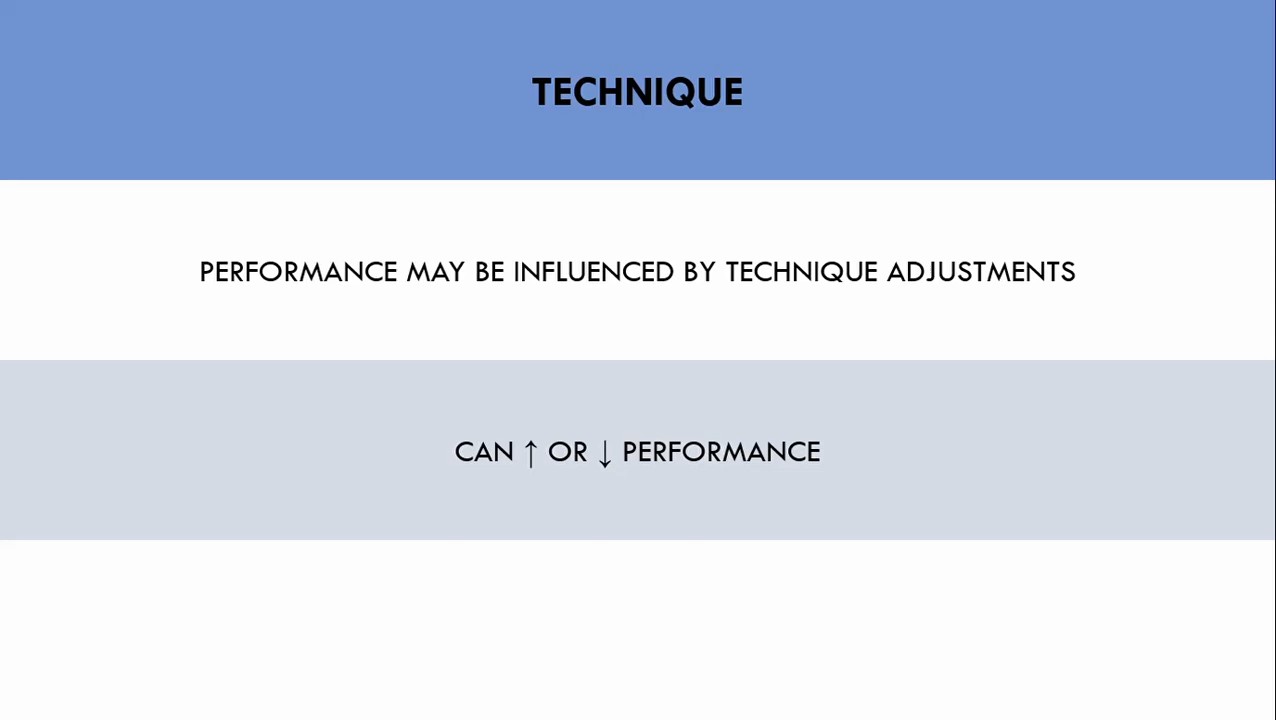 TECHNIQUE
PERFORMANCE MAY BE INFLUENCED BY TECHNIQUE ADJUSTMENTS
CAN ↑ OR ↓ PERFORMANCE